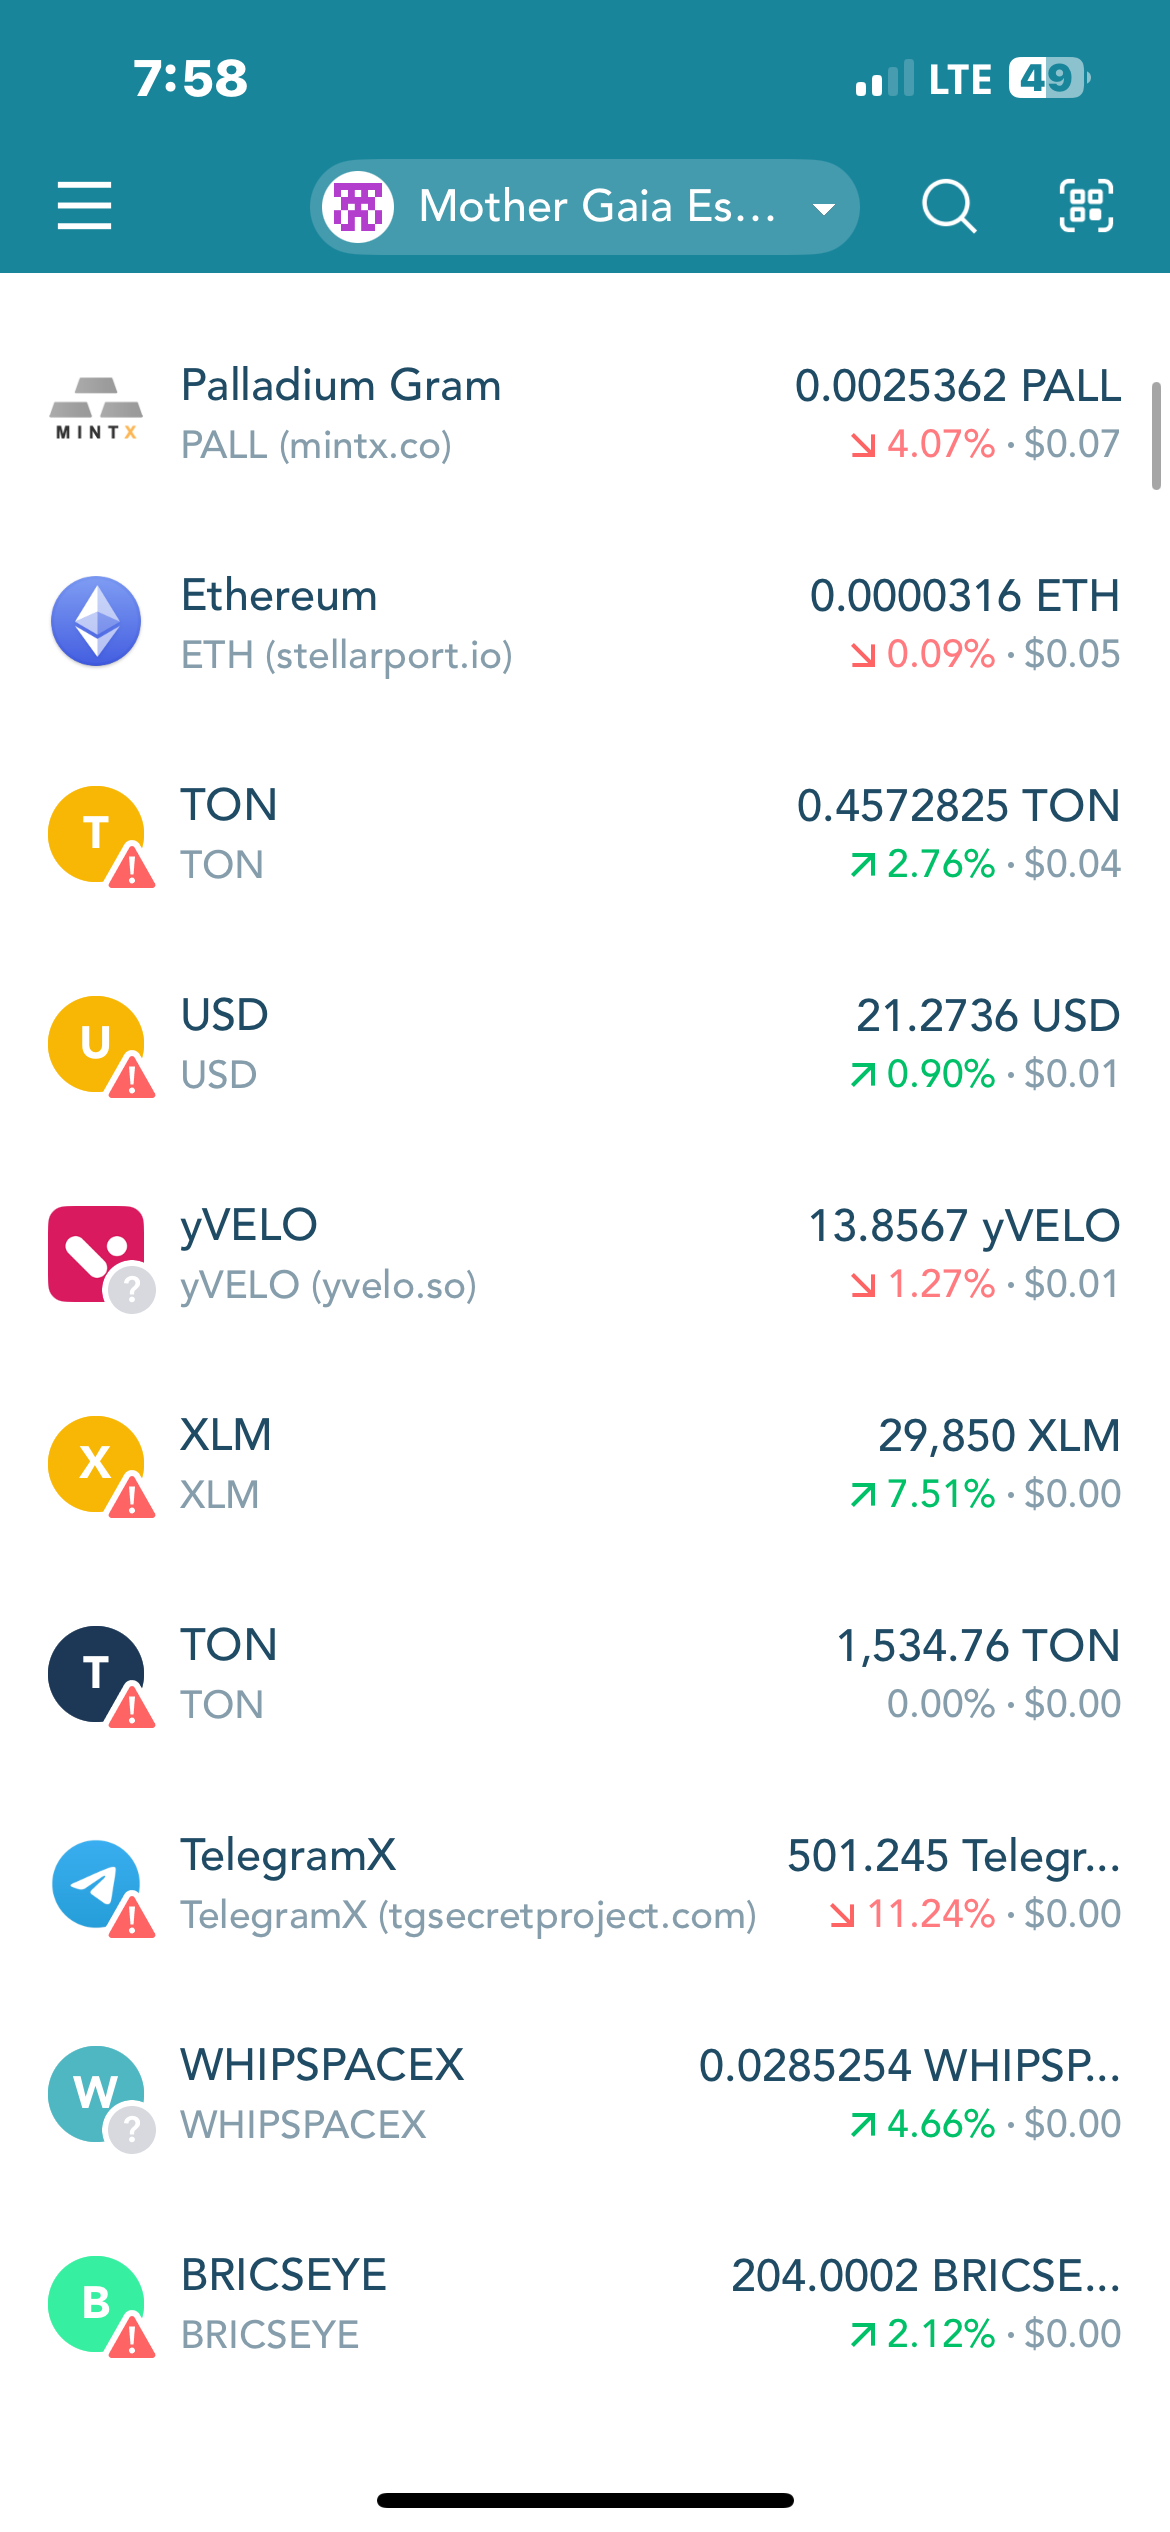 7:58
LTE 49
Mother Gaia Es...
MINTX
Palladium Gram
0.0025362 PALL
PALL (mintx.co)
4.07% · $0.07
Ethereum
0.0000316 ETH
ETH (stellarport.io)
0.09% · $0.05
T
TON
0.4572825 TON
TON
2.76% · $0.04
U
USD
21.2736 USD
USD
0.90% · $0.01
yVELO
13.8567 yVELO
yVELO (yvelo.so)
1.27% · $0.01
X
XLM
29,850 XLM
XLM
7.51% · $0.00
T
TON
1,534.76 TON
TON
0.00% · $0.00
TelegramX
501.245 Telegr...
TelegramX (tgsecretproject.com)
11.24% · $0.00
W
WHIPSPACEX
0.0285254 WHIPSP...
WHIPSPACEX
4.66% · $0.00
B
BRICSEYE
204.0002 BRICSE...
BRICSEYE
2.12% · $0.00